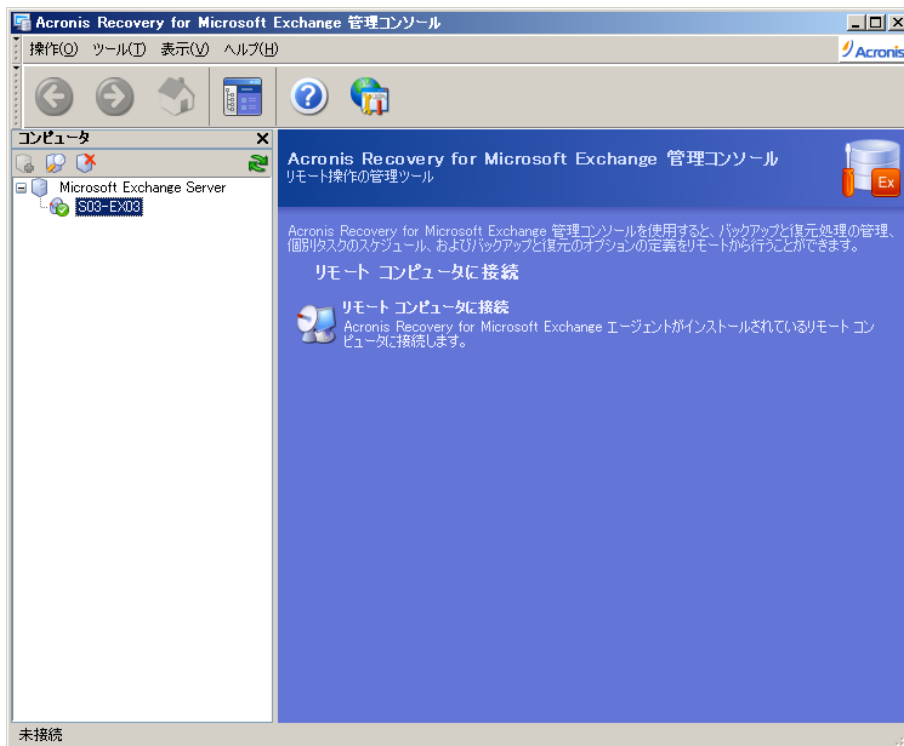 Acronis Recovery for Microsoft Exchange 管理コンソール
操作(O) ツール(T) 表示(V) ヘルプ(H)
Acronis
コンピュータ
Microsoft Exchange Server
S03-EX03
Acronis Recovery for Microsoft Exchange 管理コンソール
リモート操作の管理ツール
Ex
Acronis Recovery for Microsoft Exchange 管理コンソールを使用すると、バックアップと復元処理の管理、
個別タスクのスケジュール、およびバックアップと復元のオプションの定義をリモートから行うことができます。
リモート コンピュータに接続
リモート コンピュータに接続
Acronis Recovery for Microsoft Exchange エージェントがインストールされているリモート コン
ピュータに接続します。
未接続